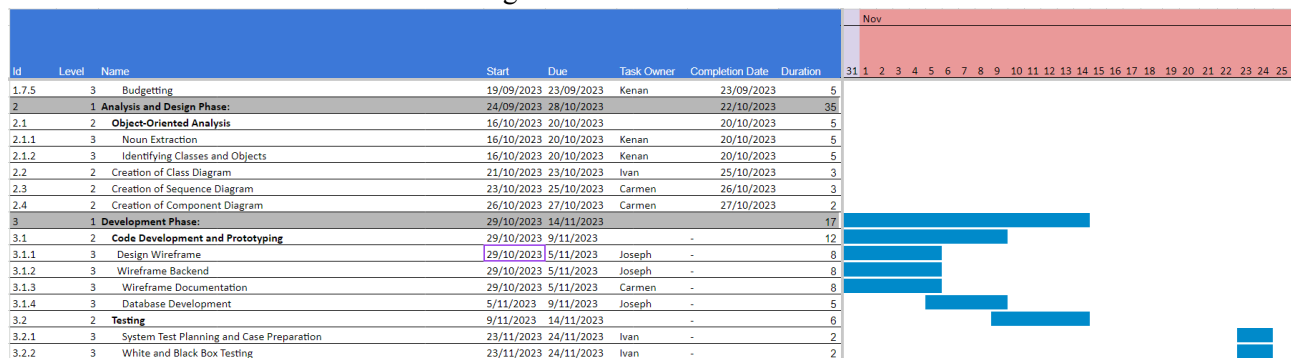 Nov
Id Level Name Start Due Task Owner Completion Date Duration 31 1 2 3 4 5 6 7 8 9 10 11 12 13 14 15 16 17 18 19 20 21 22 23 24 25
1.7.5 3 Budgetting 19/09/2023 23/09/2023 Kenan 23/09/2023 5
2 1 Analysis and Design Phase: 24/09/2023 28/10/2023 22/10/2023 35
2.1 2 Object-Oriented Analysis 16/10/2023 20/10/2023 20/10/2023 5
2.1.1 3 Noun Extraction 16/10/2023 20/10/2023 Kenan 20/10/2023 5
2.1.2 3 Identifying Classes and Objects 16/10/2023 20/10/2023 Kenan 20/10/2023 5
2.2 2 Creation of Class Diagram 21/10/2023 23/10/2023 Ivan 25/10/2023 3
2.3 2 Creation of Sequence Diagram 23/10/2023 25/10/2023 Carmen 26/10/2023 3
2.4 2 Creation of Component Diagram 26/10/2023 27/10/2023 Carmen 27/10/2023 2
3 1 Development Phase: 29/10/2023 14/11/2023 17
3.1 2 Code Development and Prototyping 29/10/2023 9/11/2023 - 12
3.1.1 3 Design Wireframe 29/10/2023 5/11/2023 Joseph - 8
3.1.2 3 Wireframe Backend 29/10/2023 5/11/2023 Joseph - 8
3.1.3 3 Wireframe Documentation 29/10/2023 5/11/2023 Carmen - 8
3.1.4 3 Database Development 5/11/2023 9/11/2023 Joseph - 5
3.2 2 Testing 9/11/2023 14/11/2023 - 6
3.2.1 3 System Test Planning and Case Preparation 23/11/2023 24/11/2023 Ivan - 2
3.2.2 3 White and Black Box Testing 23/11/2023 24/11/2023 Ivan - 2